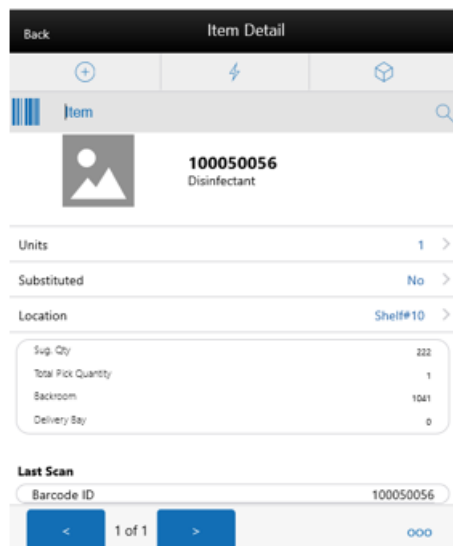 Back Item Detail
Item
100050056
Disinfectant
Units 1 >
Substituted No >
Location Shelf#10 >
Sug. Qty 222
Total Pick Quantity 1
Backroom 1041
Delivery Bay 0
Last Scan
Barcode ID 100050056
< 1 of 1 > ooo